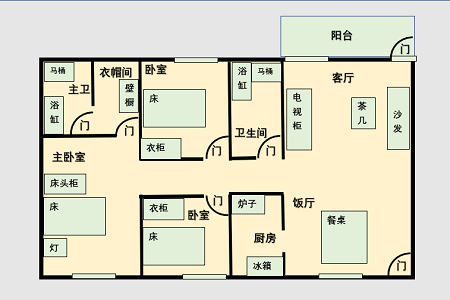 阳台
门
马桶
主卫
浴缸
门
衣帽间
壁橱
门
卧室
床
衣柜
门
浴缸
马桶
卫生间
门
客厅
电视柜
茶几
沙发
主卧室
床头柜
床
灯
门
衣柜
卧室
床
炉子
厨房
冰箱
饭厅
餐桌
门